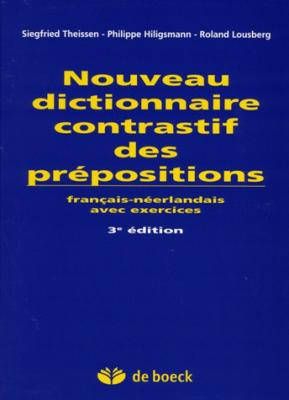 Siegfried Theissen - Philippe Hiligsmann - Roland Lousberg
Nouveau
dictionnaire
contrastif
des
prépositions
français-néerlandais
avec exercices
3e édition
de boeck